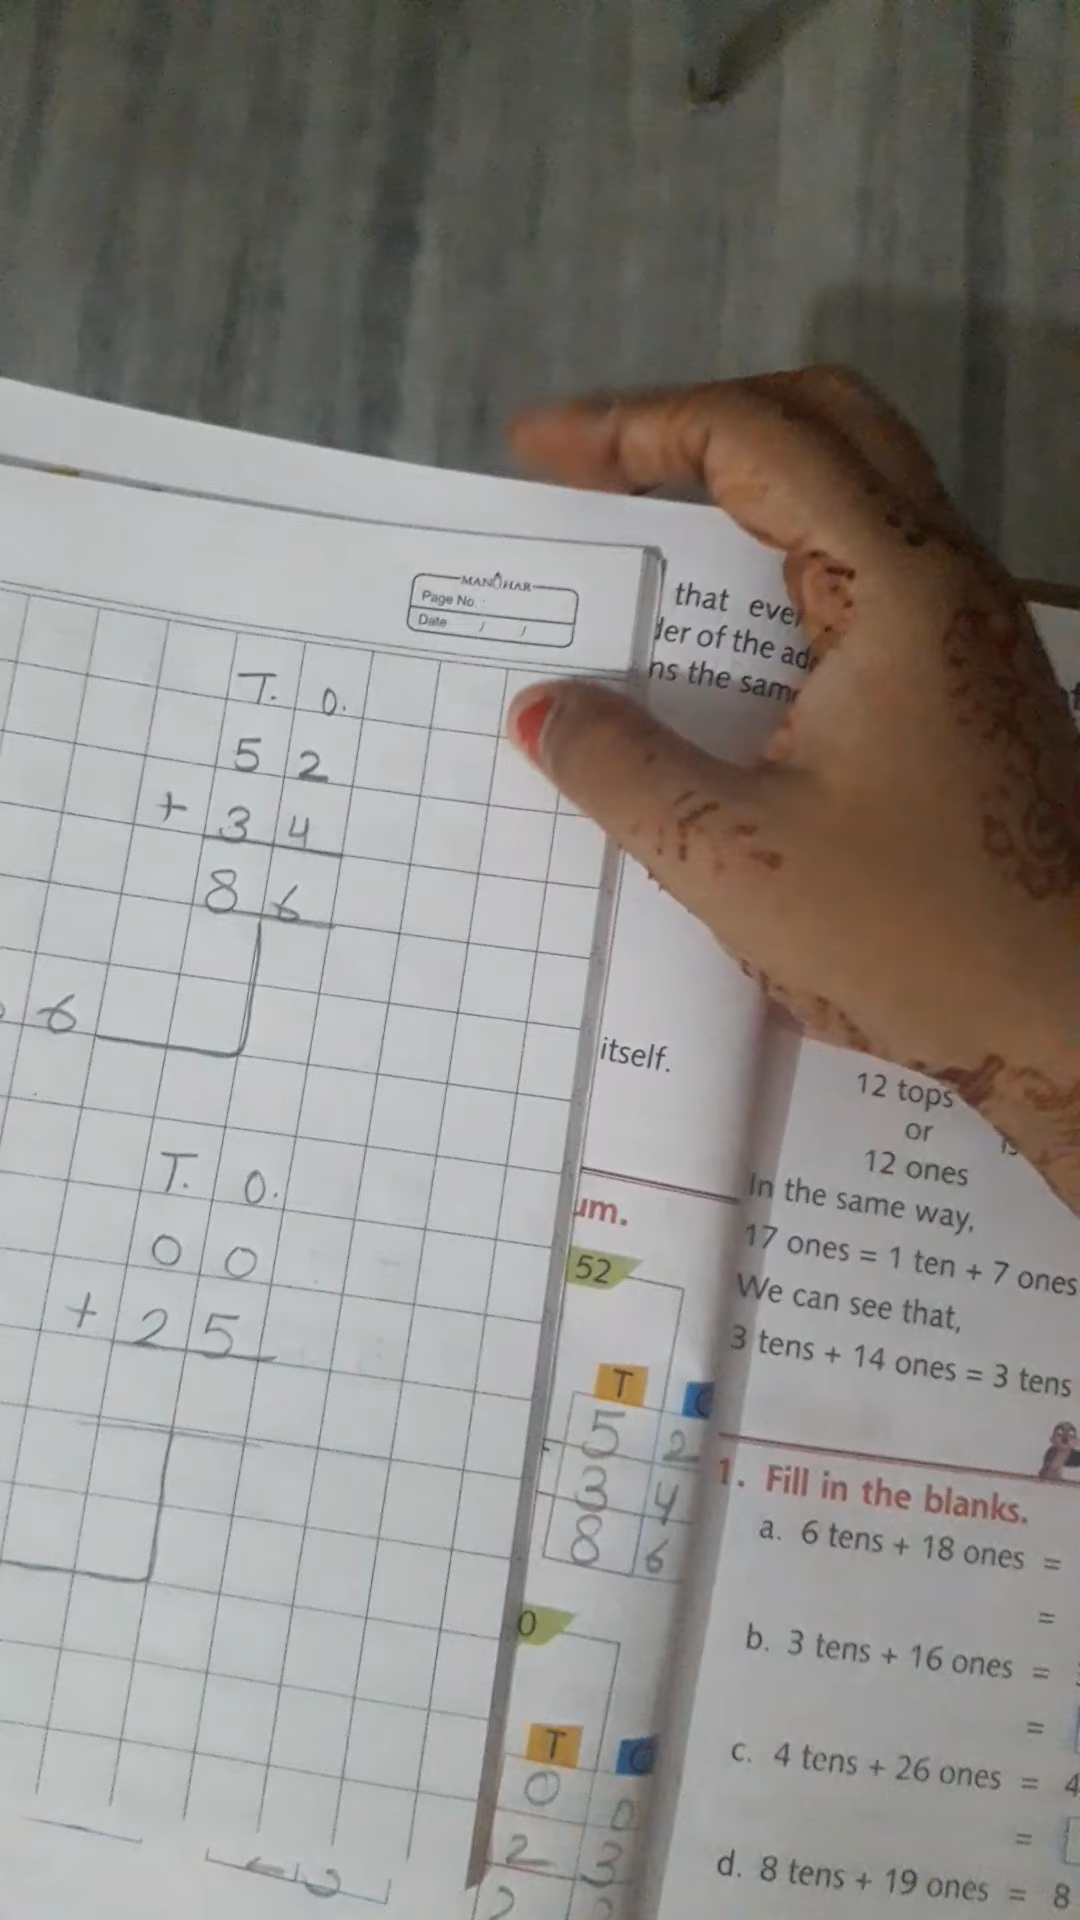 MANOHAR
Page No.
Date / /
T. O.
5 2
+ 3 4
8 6
6
T. O.
0 0
+ 2 5
that
der of the
ns the same
itself.
um.
52
T O
5 2
3 4
8 6
0
T O
0 0
2 3
2
12 tops
or
12 ones
In the same way,
17 ones = 1 ten + 7 ones
We can see that,
3 tens + 14 ones = 3 tens
1. Fill in the blanks.
a. 6 tens + 18 ones =
=
b. 3 tens + 16 ones =
=
c. 4 tens + 26 ones = 4
=
d. 8 tens + 19 ones = 8